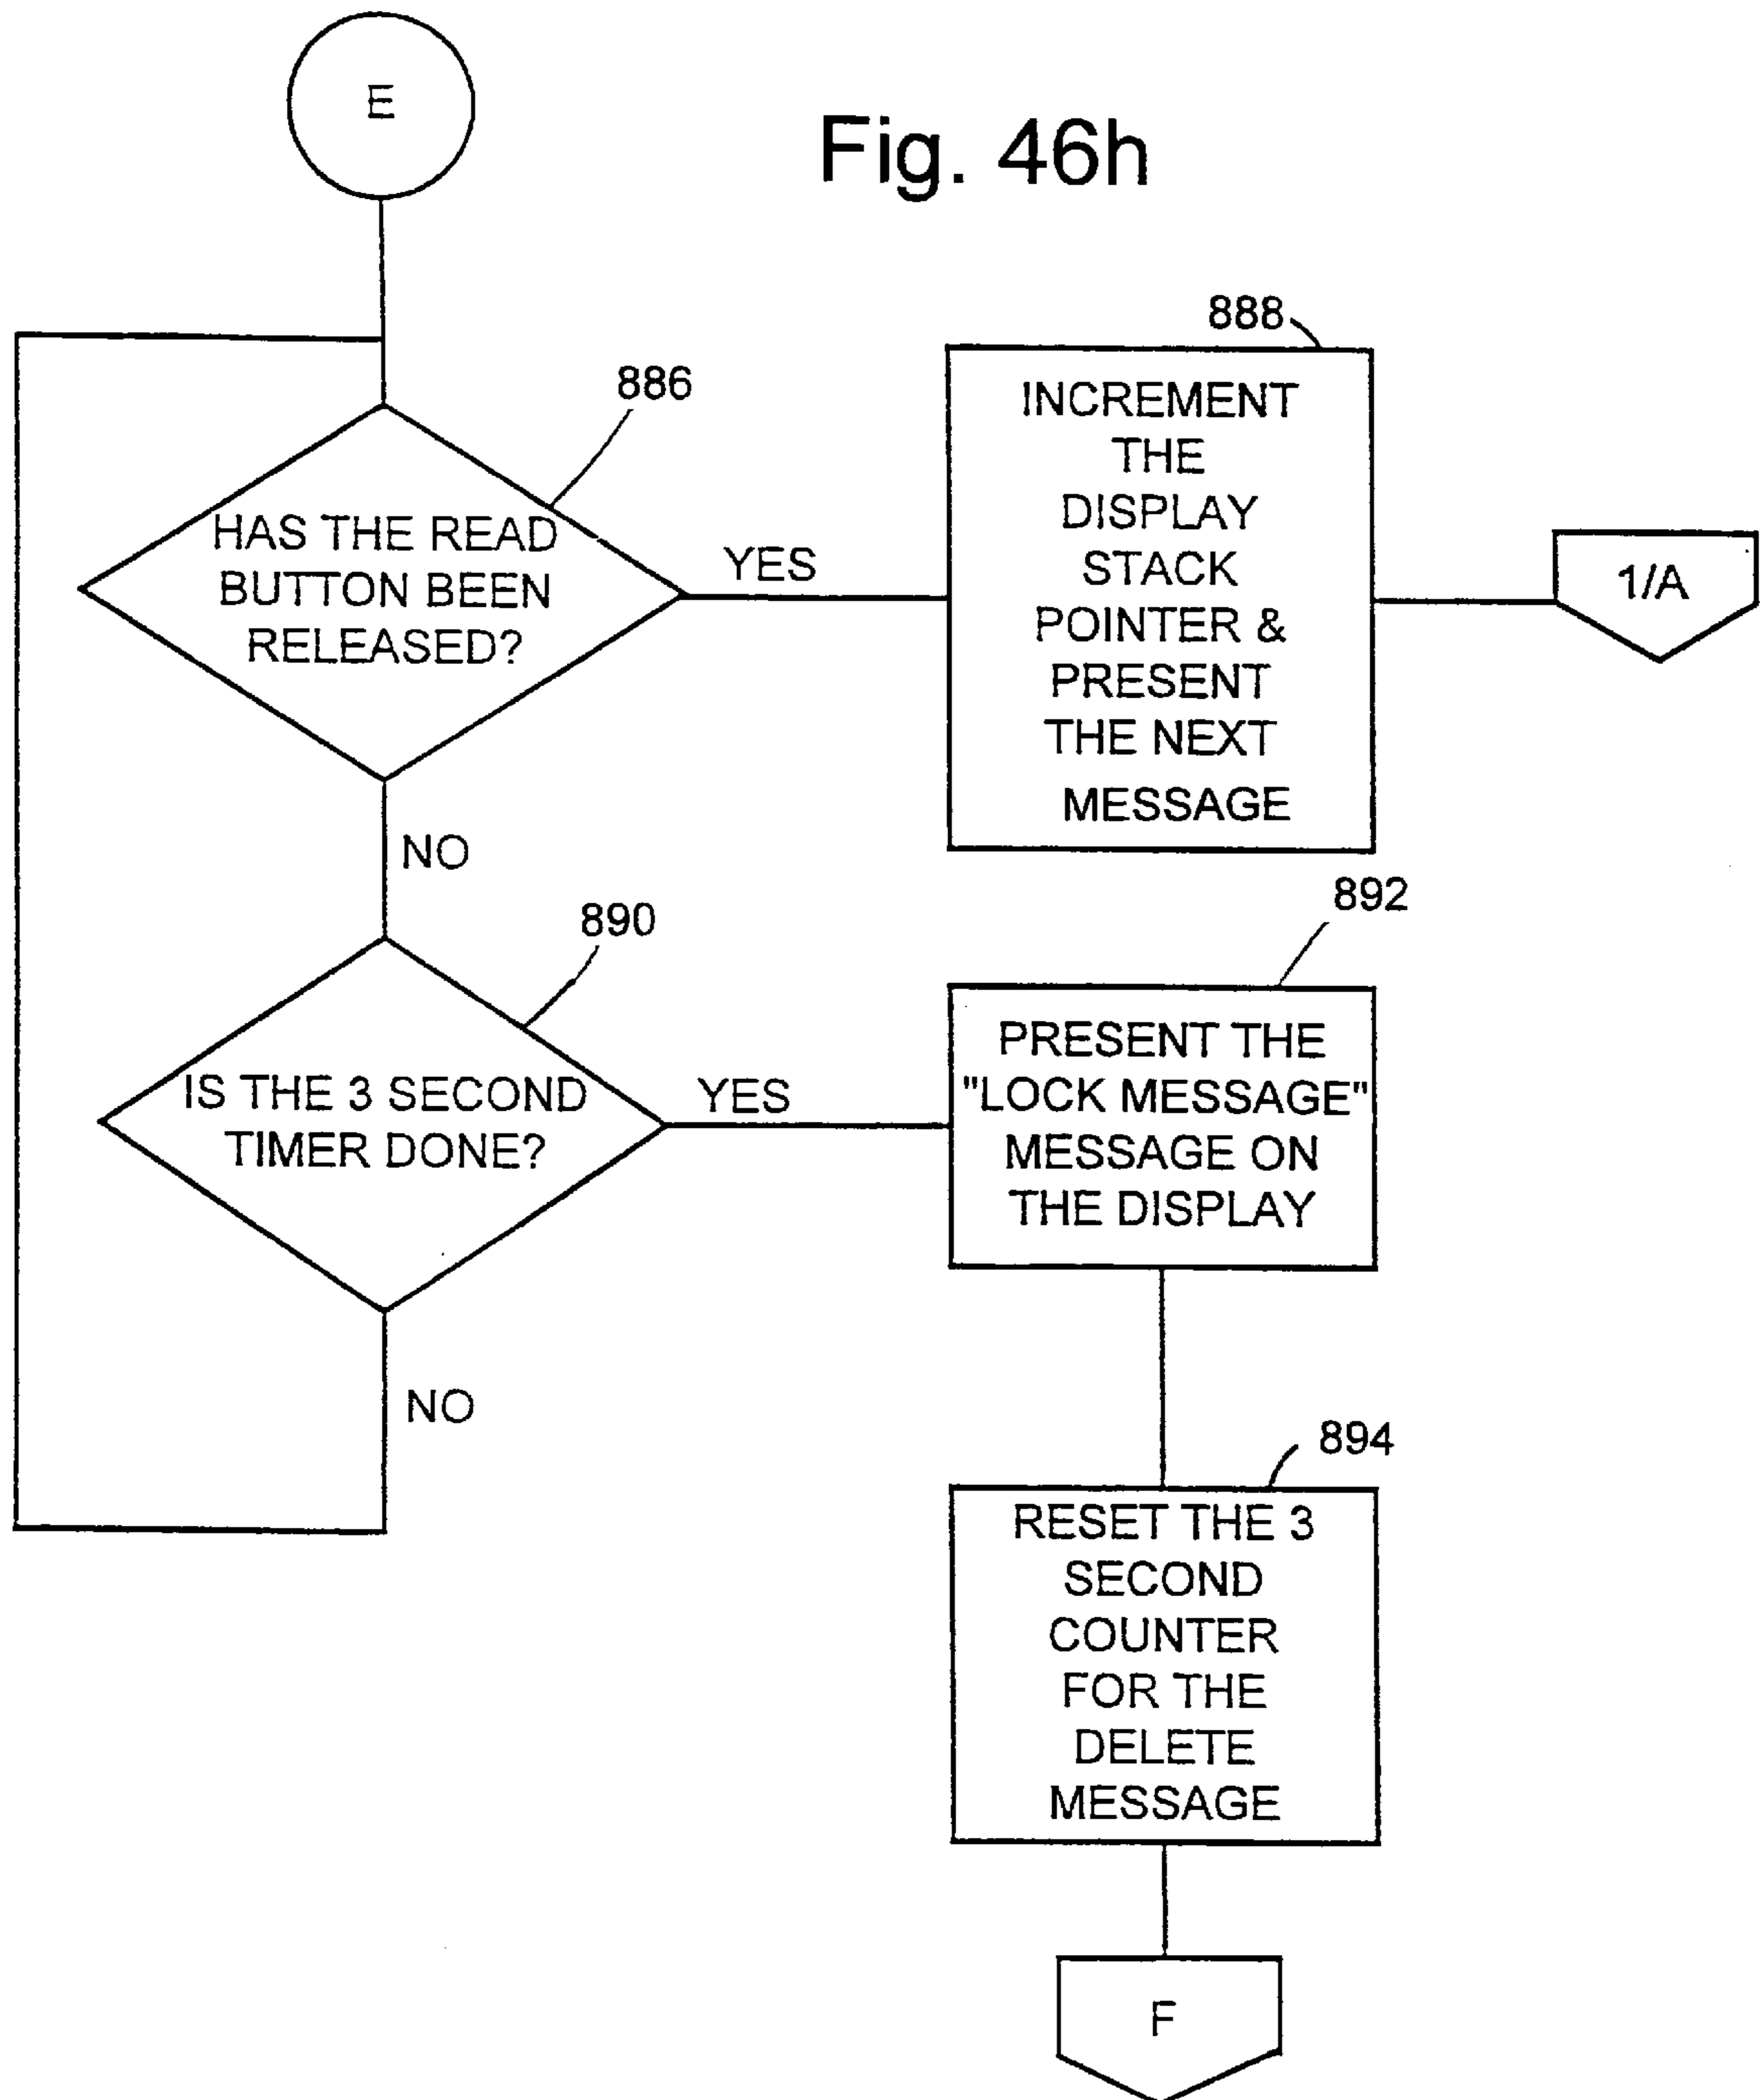 E
Fig. 46h
886
HAS THE READ
BUTTON BEEN
RELEASED?
YES
888
INCREMENT
THE
DISPLAY
STACK
POINTER &
PRESENT
THE NEXT
MESSAGE
1/A
NO
890
IS THE 3 SECOND
TIMER DONE?
YES
892
PRESENT THE
"LOCK MESSAGE"
MESSAGE ON
THE DISPLAY
NO
894
RESET THE 3
SECOND
COUNTER
FOR THE
DELETE
MESSAGE
F